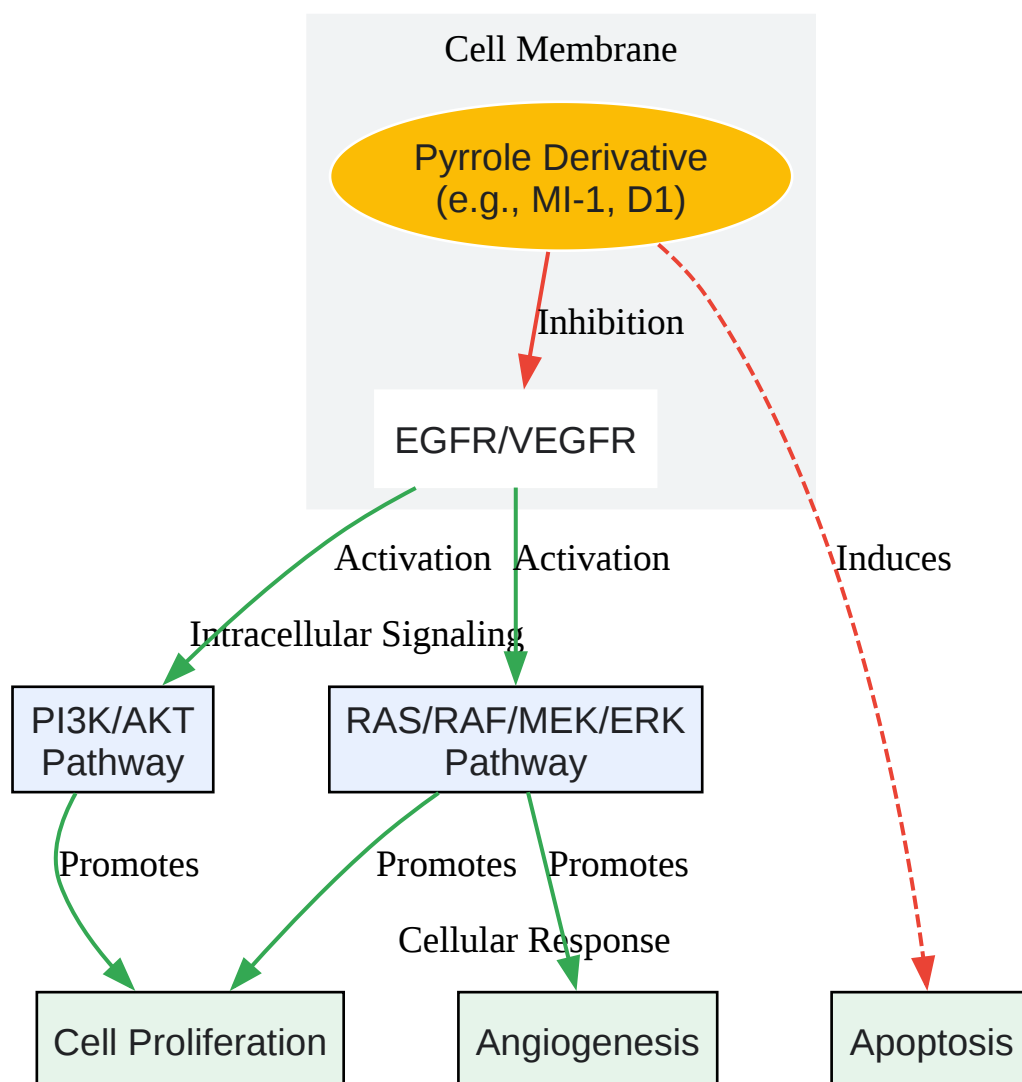 Cell Membrane
Pyrrole Derivative
(e.g., MI-1, D1)
Inhibition
EGFR/VEGFR
Activation
Activation
Induces
Intracellular Signaling
PI3K/AKT
Pathway
RAS/RAF/MEK/ERK
Pathway
Promotes
Promotes
Promotes
Cellular Response
Cell Proliferation
Angiogenesis
Apoptosis